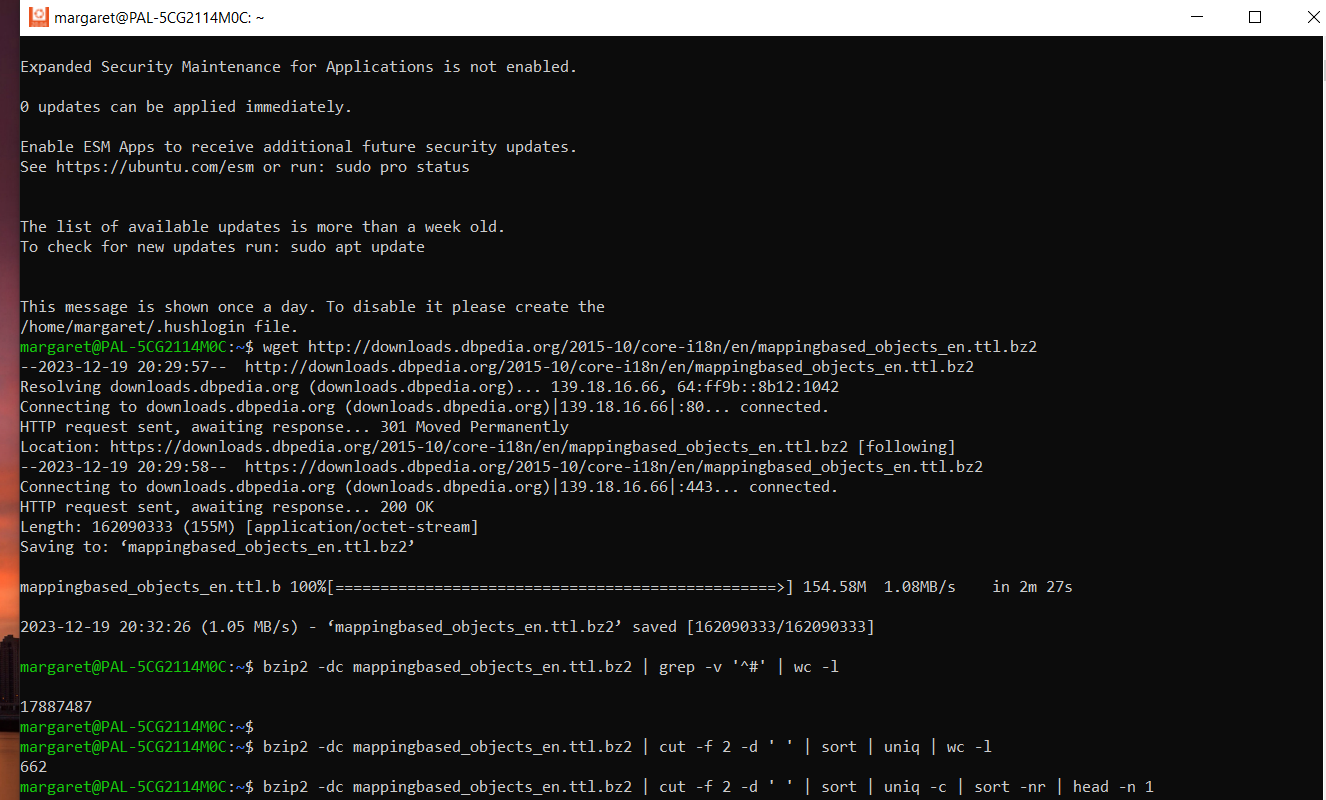 margaret@PAL-5CG2114M0C: ~
Expanded Security Maintenance for Applications is not enabled.
0 updates can be applied immediately.
Enable ESM Apps to receive additional future security updates.
See https://ubuntu.com/esm or run: sudo pro status
The list of available updates is more than a week old.
To check for new updates run: sudo apt update
This message is shown once a day. To disable it please create the
/home/margaret/.hushlogin file.
margaret@PAL-5CG2114M0C:~$ wget http://downloads.dbpedia.org/2015-10/core-i18n/en/mappingbased_objects_en.ttl.bz2
--2023-12-19 20:29:57--  http://downloads.dbpedia.org/2015-10/core-i18n/en/mappingbased_objects_en.ttl.bz2
Resolving downloads.dbpedia.org (downloads.dbpedia.org)... 139.18.16.66, 64:ff9b::8b12:1042
Connecting to downloads.dbpedia.org (downloads.dbpedia.org)|139.18.16.66|:80... connected.
HTTP request sent, awaiting response... 301 Moved Permanently
Location: https://downloads.dbpedia.org/2015-10/core-i18n/en/mappingbased_objects_en.ttl.bz2 [following]
--2023-12-19 20:29:58--  https://downloads.dbpedia.org/2015-10/core-i18n/en/mappingbased_objects_en.ttl.bz2
Connecting to downloads.dbpedia.org (downloads.dbpedia.org)|139.18.16.66|:443... connected.
HTTP request sent, awaiting response... 200 OK
Length: 162090333 (155M) [application/octet-stream]
Saving to: ‘mappingbased_objects_en.ttl.bz2’
mappingbased_objects_en.ttl.b 100%[=================================================>] 154.58M  1.08MB/s    in 2m 27s
2023-12-19 20:32:26 (1.05 MB/s) - ‘mappingbased_objects_en.ttl.bz2’ saved [162090333/162090333]
margaret@PAL-5CG2114M0C:~$ bzip2 -dc mappingbased_objects_en.ttl.bz2 | grep -v '^#' | wc -l
17887487
margaret@PAL-5CG2114M0C:~$
margaret@PAL-5CG2114M0C:~$ bzip2 -dc mappingbased_objects_en.ttl.bz2 | cut -f 2 -d ' ' | sort | uniq | wc -l
662
margaret@PAL-5CG2114M0C:~$ bzip2 -dc mappingbased_objects_en.ttl.bz2 | cut -f 2 -d ' ' | sort | uniq -c | sort -nr | head -n 1